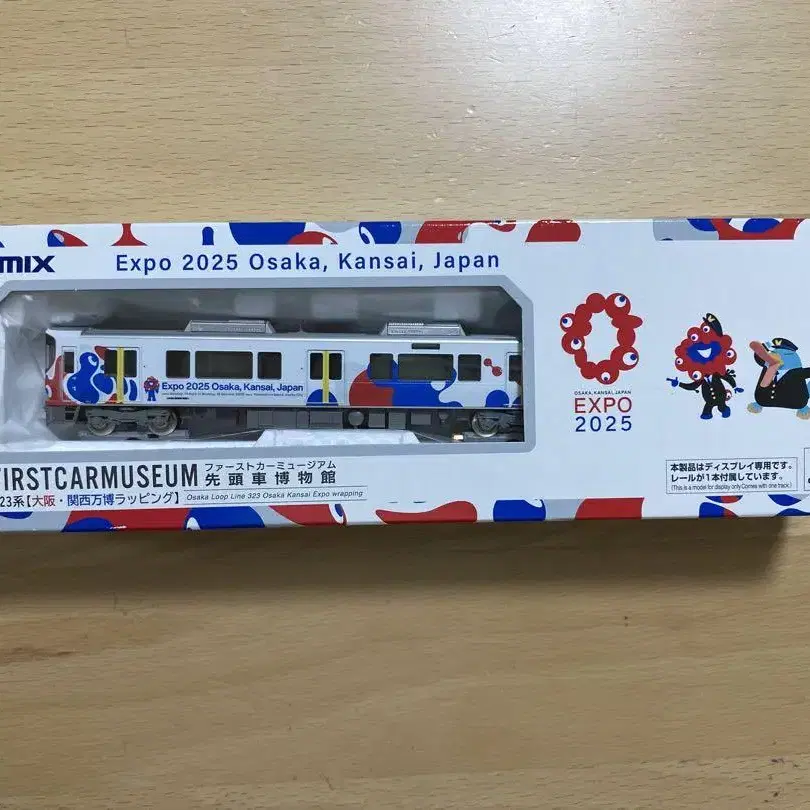 MIX
Expo 2025 Osaka, Kansai, Japan
Expo 2025 Osaka, Kansai, Japan
OSAKA, KANSAI, JAPAN
EXPO
2025
FIRSTCARMUSEUM
ファーストカーミュージアム
先頭車博物館
23系【大阪・関西万博ラッピング】
Osaka Loop Line 323 Osaka Kansai Expo wrapping
本製品はディスプレイ専用です。
レールが1本付属しています。
(This is a model for display only.Comes with one track.)